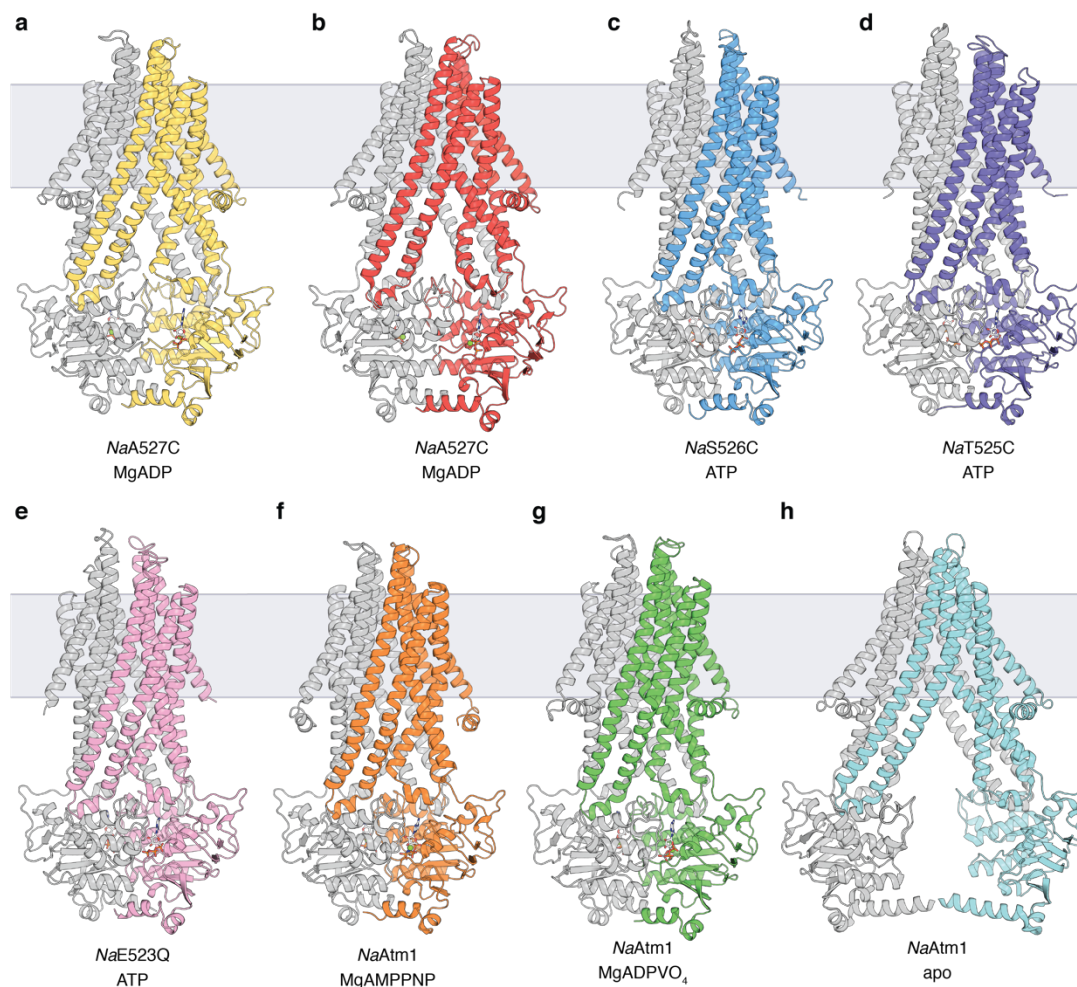 a
b
c
d
NaA527C
MgADP
NaA527C
MgADP
NaS526C
ATP
NaT525C
ATP
e
f
g
h
NaE523Q
ATP
NaAtm1
MgAMPPNP
NaAtm1
MgADPVO₄
NaAtm1
apo